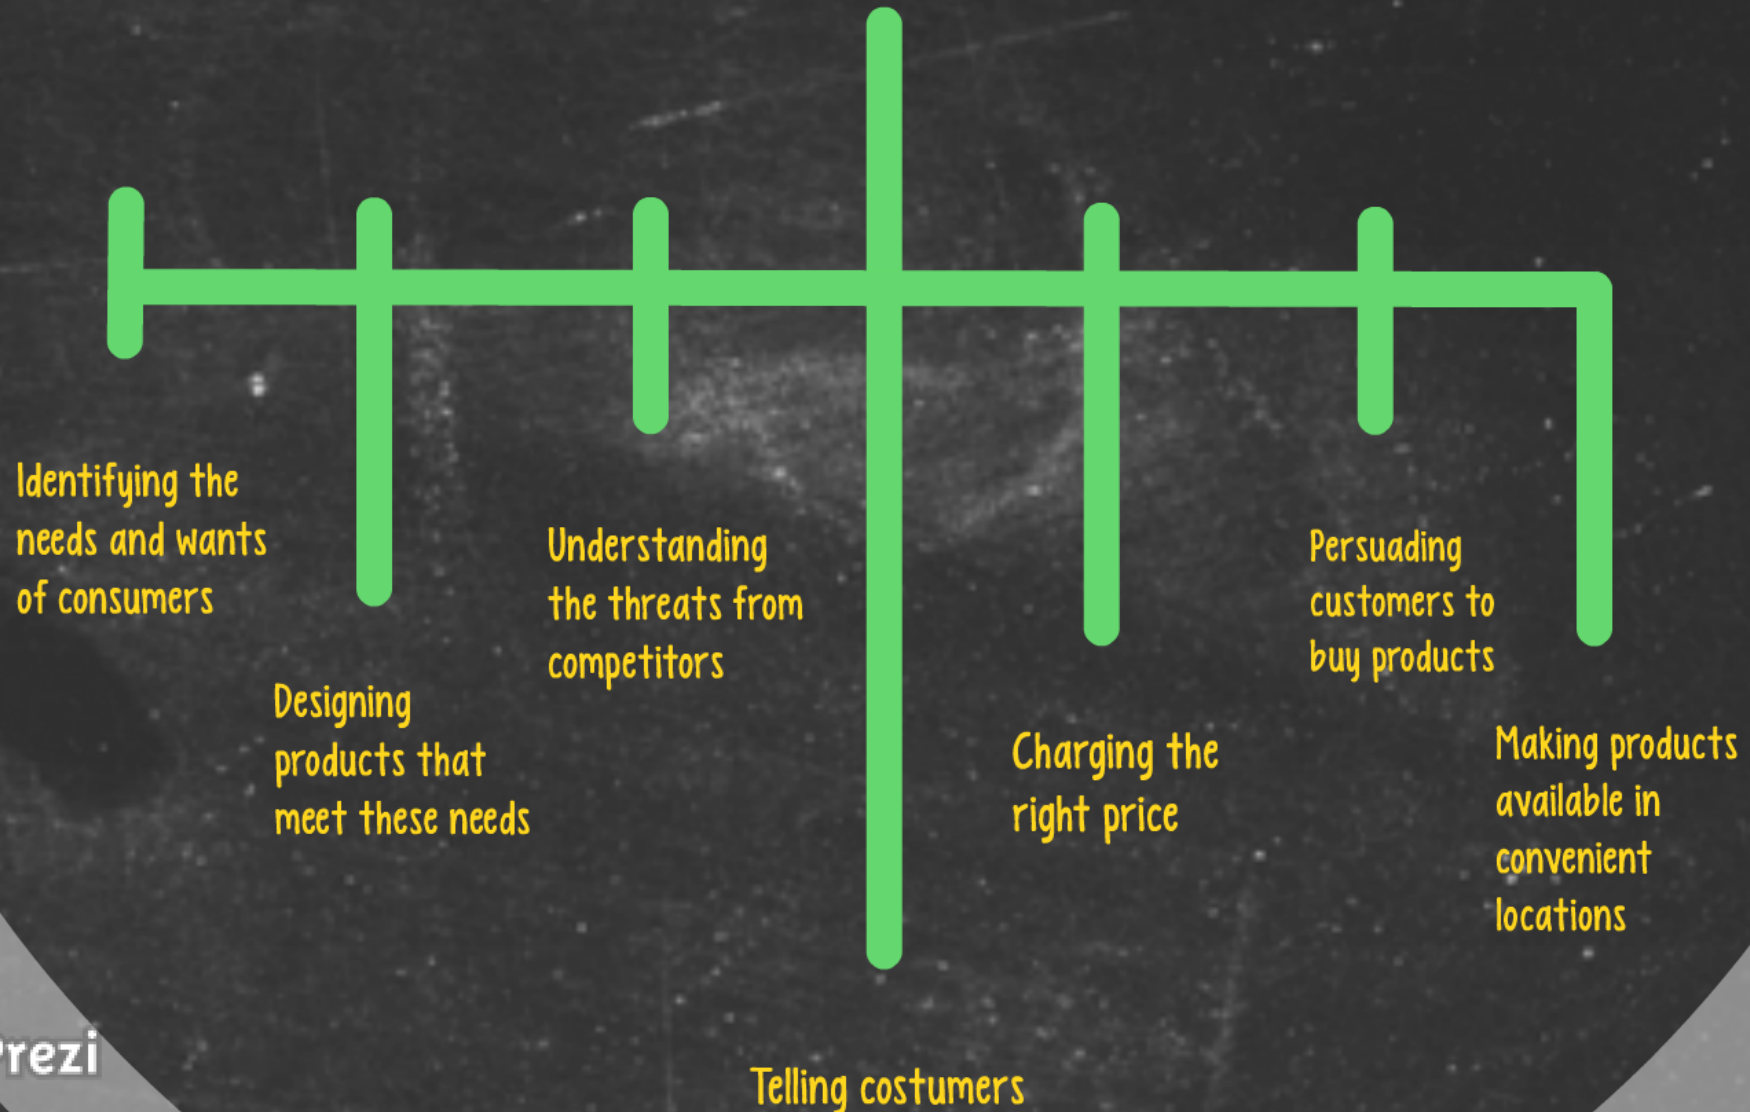 Identifying the
needs and wants
of consumers
Designing
products that
meet these needs
Understanding
the threats from
competitors
Telling costumers
Charging the
right price
Persuading
customers to
buy products
Making products
available in
convenient
locations
Prezi